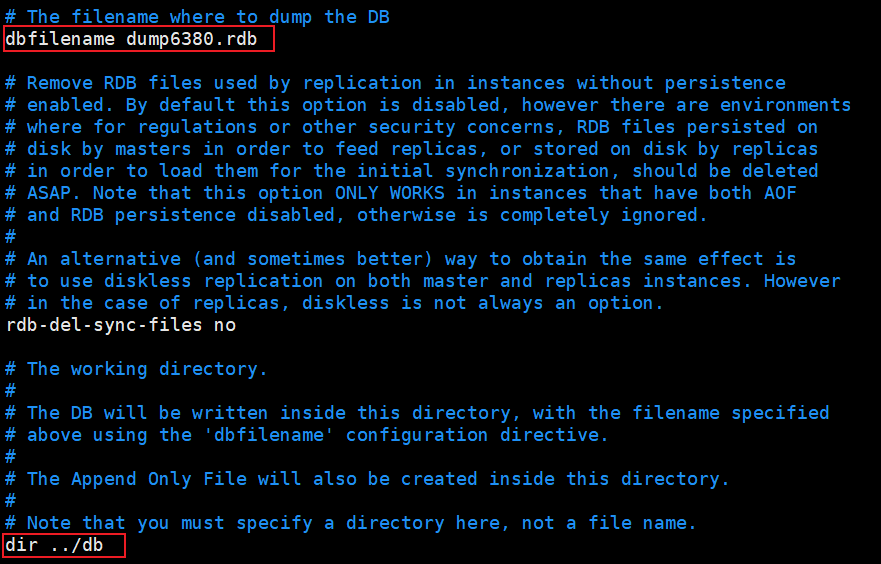 # The filename where to dump the DB
dbfilename dump6380.rdb
# Remove RDB files used by replication in instances without persistence
# enabled. By default this option is disabled, however there are environments
# where for regulations or other security concerns, RDB files persisted on
# disk by masters in order to feed replicas, or stored on disk by replicas
# in order to load them for the initial synchronization, should be deleted
# ASAP. Note that this option ONLY WORKS in instances that have both AOF
# and RDB persistence disabled, otherwise is completely ignored.
#
# An alternative (and sometimes better) way to obtain the same effect is
# to use diskless replication on both master and replicas instances. However
# in the case of replicas, diskless is not always an option.
rdb-del-sync-files no
# The working directory.
#
# The DB will be written inside this directory, with the filename specified
# above using the 'dbfilename' configuration directive.
#
# The Append Only File will also be created inside this directory.
#
# Note that you must specify a directory here, not a file name.
dir ../db